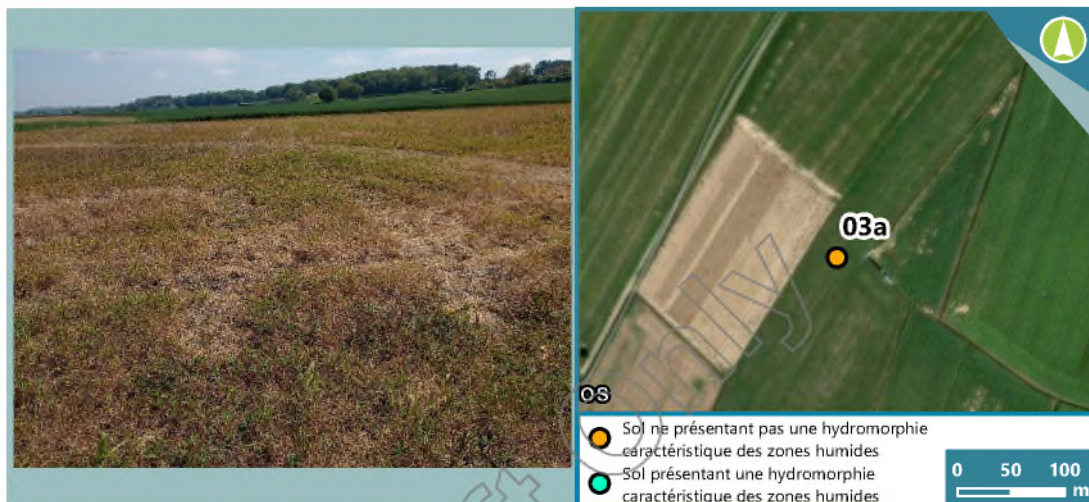 03a
os
Sol ne présentant pas une hydromorphie
caractéristique des zones humides
Sol présentant une hydromorphie
caractéristique des zones humides
0 50 100
m
only